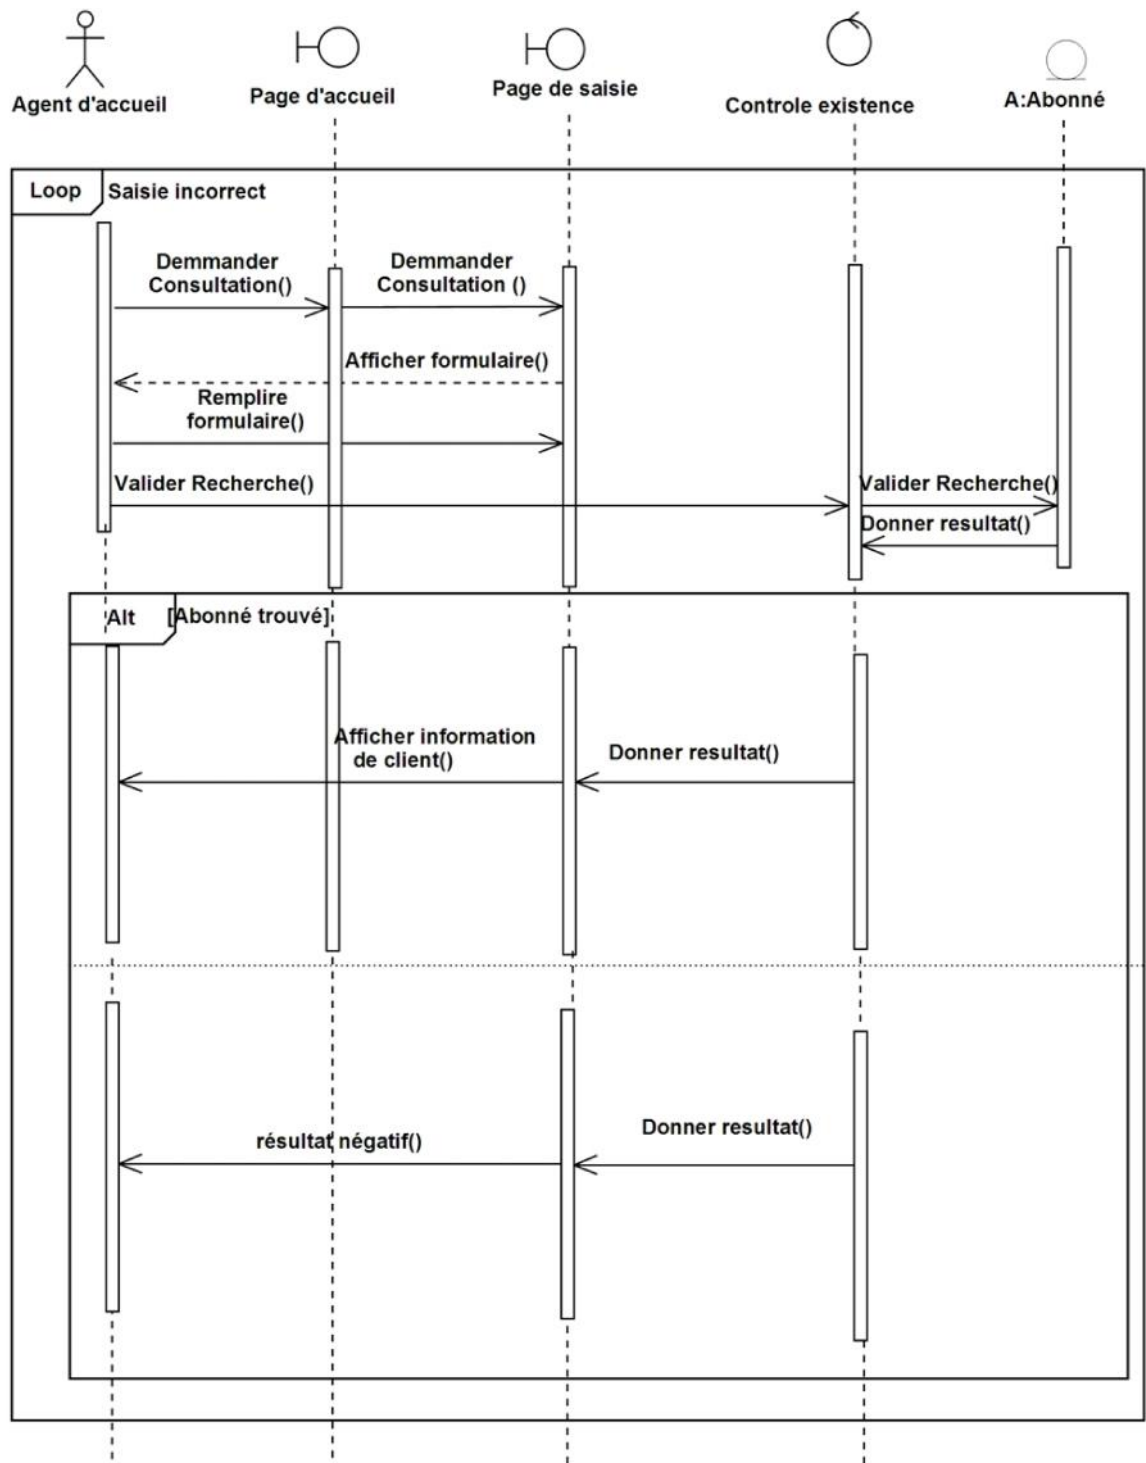 Agent d'accueil
Page d'accueil
Page de saisie
Controle existence
A:Abonné
Loop
Saisie incorrect
Demmander
Consultation()
Demmander
Consultation ()
Afficher formulaire()
Remplire
formulaire()
Valider Recherche()
Valider Recherche()
Donner resultat()
Alt
[Abonné trouvé]
Afficher information
de client()
Donner resultat()
Donner resultat()
résultat négatif()